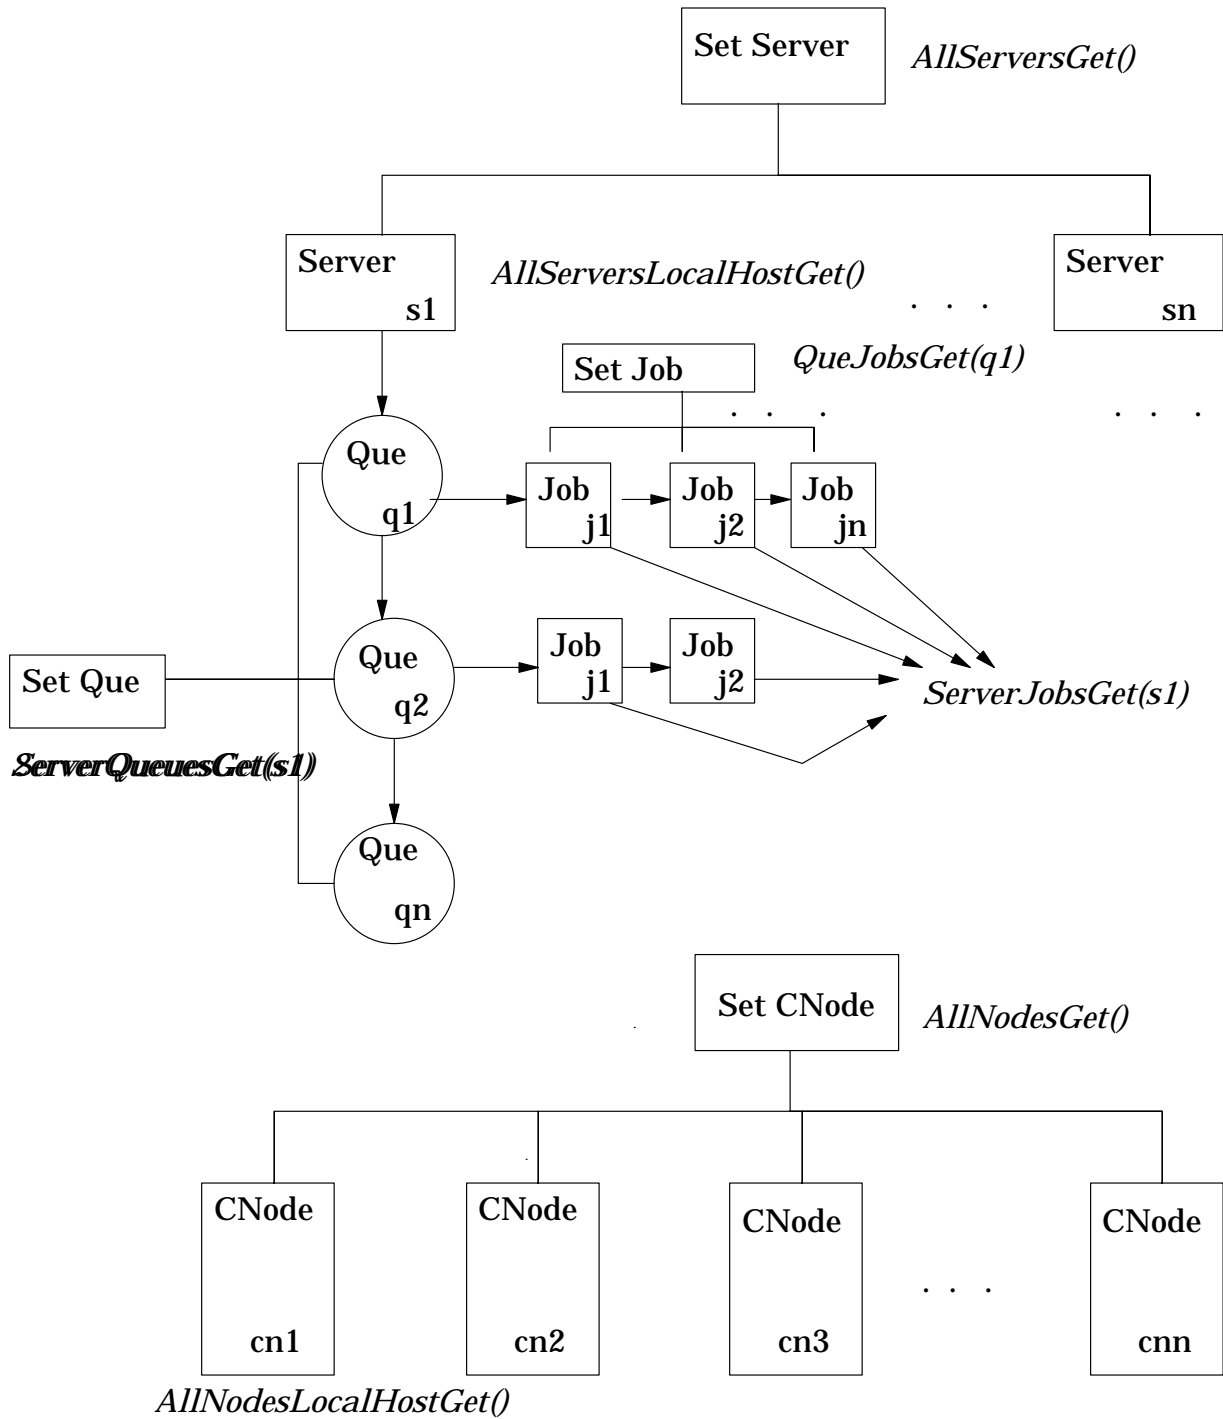 Set Server
AllServersGet()
Server
s1
AllServersLocalHostGet()
. . .
Server
sn
Set Job
QueJobsGet(q1)
. . .
. . .
Que
q1
Job
j1
Job
j2
Job
jn
Set Que
ServerQueuesGet(s1)
Que
q2
Job
j1
Job
j2
ServerJobsGet(s1)
Que
qn
Set CNode
AllNodesGet()
CNode
cn1
CNode
cn2
CNode
cn3
. . .
CNode
cnn
AllNodesLocalHostGet()